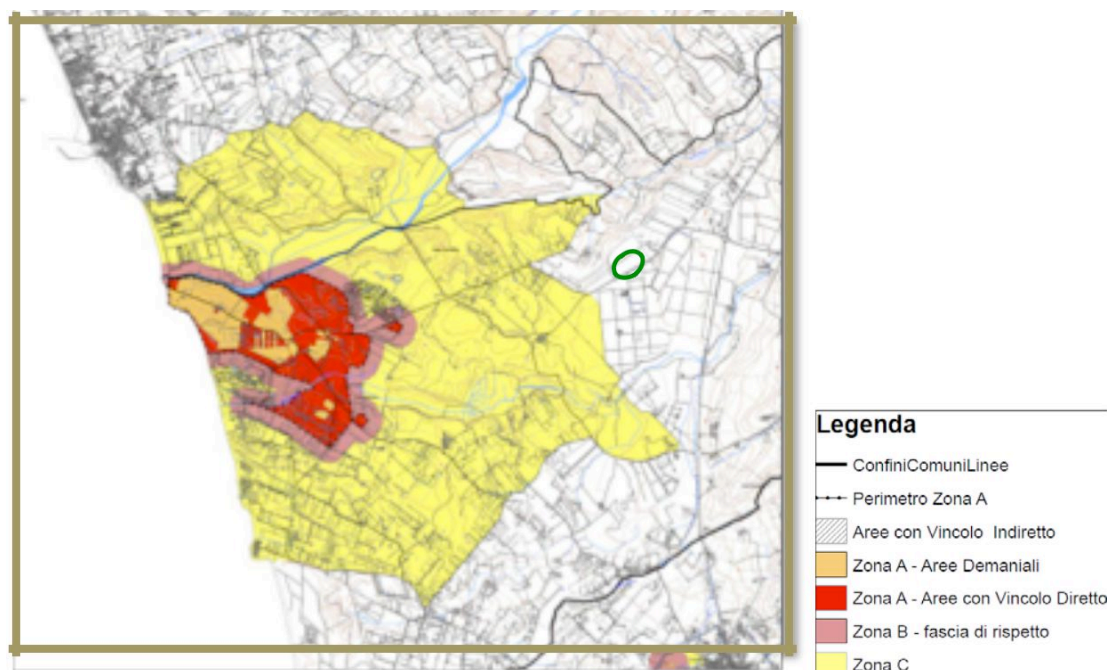 Legenda
ConfiniComuniLinee
Perimetro Zona A
Aree con Vincolo Indiretto
Zona A - Aree Demaniali
Zona A - Aree con Vincolo Diretto
Zona B - fascia di rispetto
Zona C